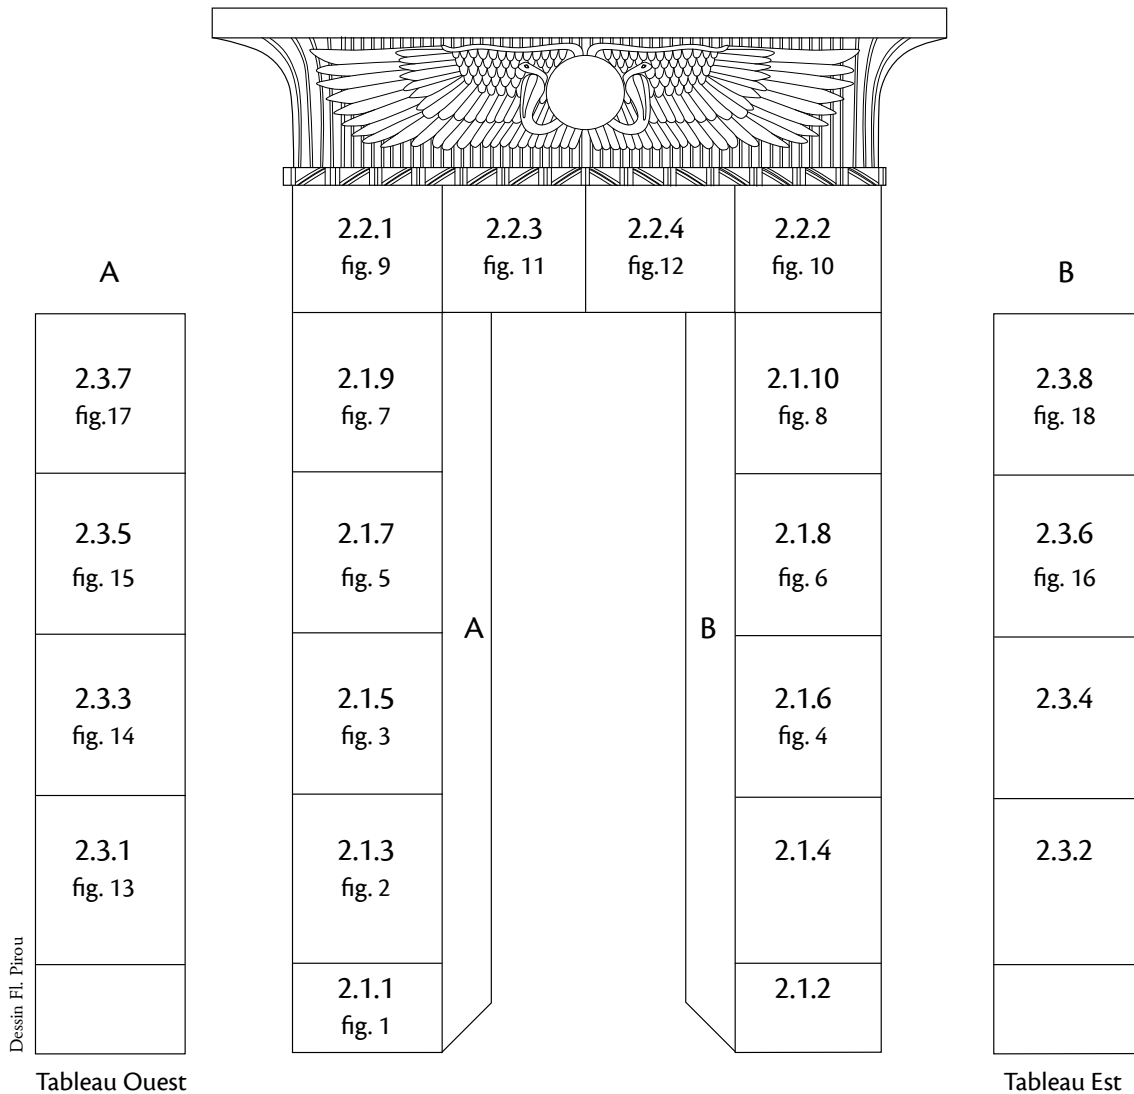 2.2.1
fig. 9
2.2.3
fig. 11
2.2.4
fig.12
2.2.2
fig. 10
A
B
2.3.7
fig.17
2.1.9
fig. 7
2.1.10
fig. 8
2.3.8
fig. 18
2.3.5
fig. 15
2.1.7
fig. 5
2.1.8
fig. 6
2.3.6
fig. 16
A
B
2.3.3
fig. 14
2.1.5
fig. 3
2.1.6
fig. 4
2.3.4
2.3.1
fig. 13
2.1.3
fig. 2
2.1.4
2.3.2
2.1.1
fig. 1
2.1.2
Dessin Fl. Pirou
Tableau Ouest
Tableau Est